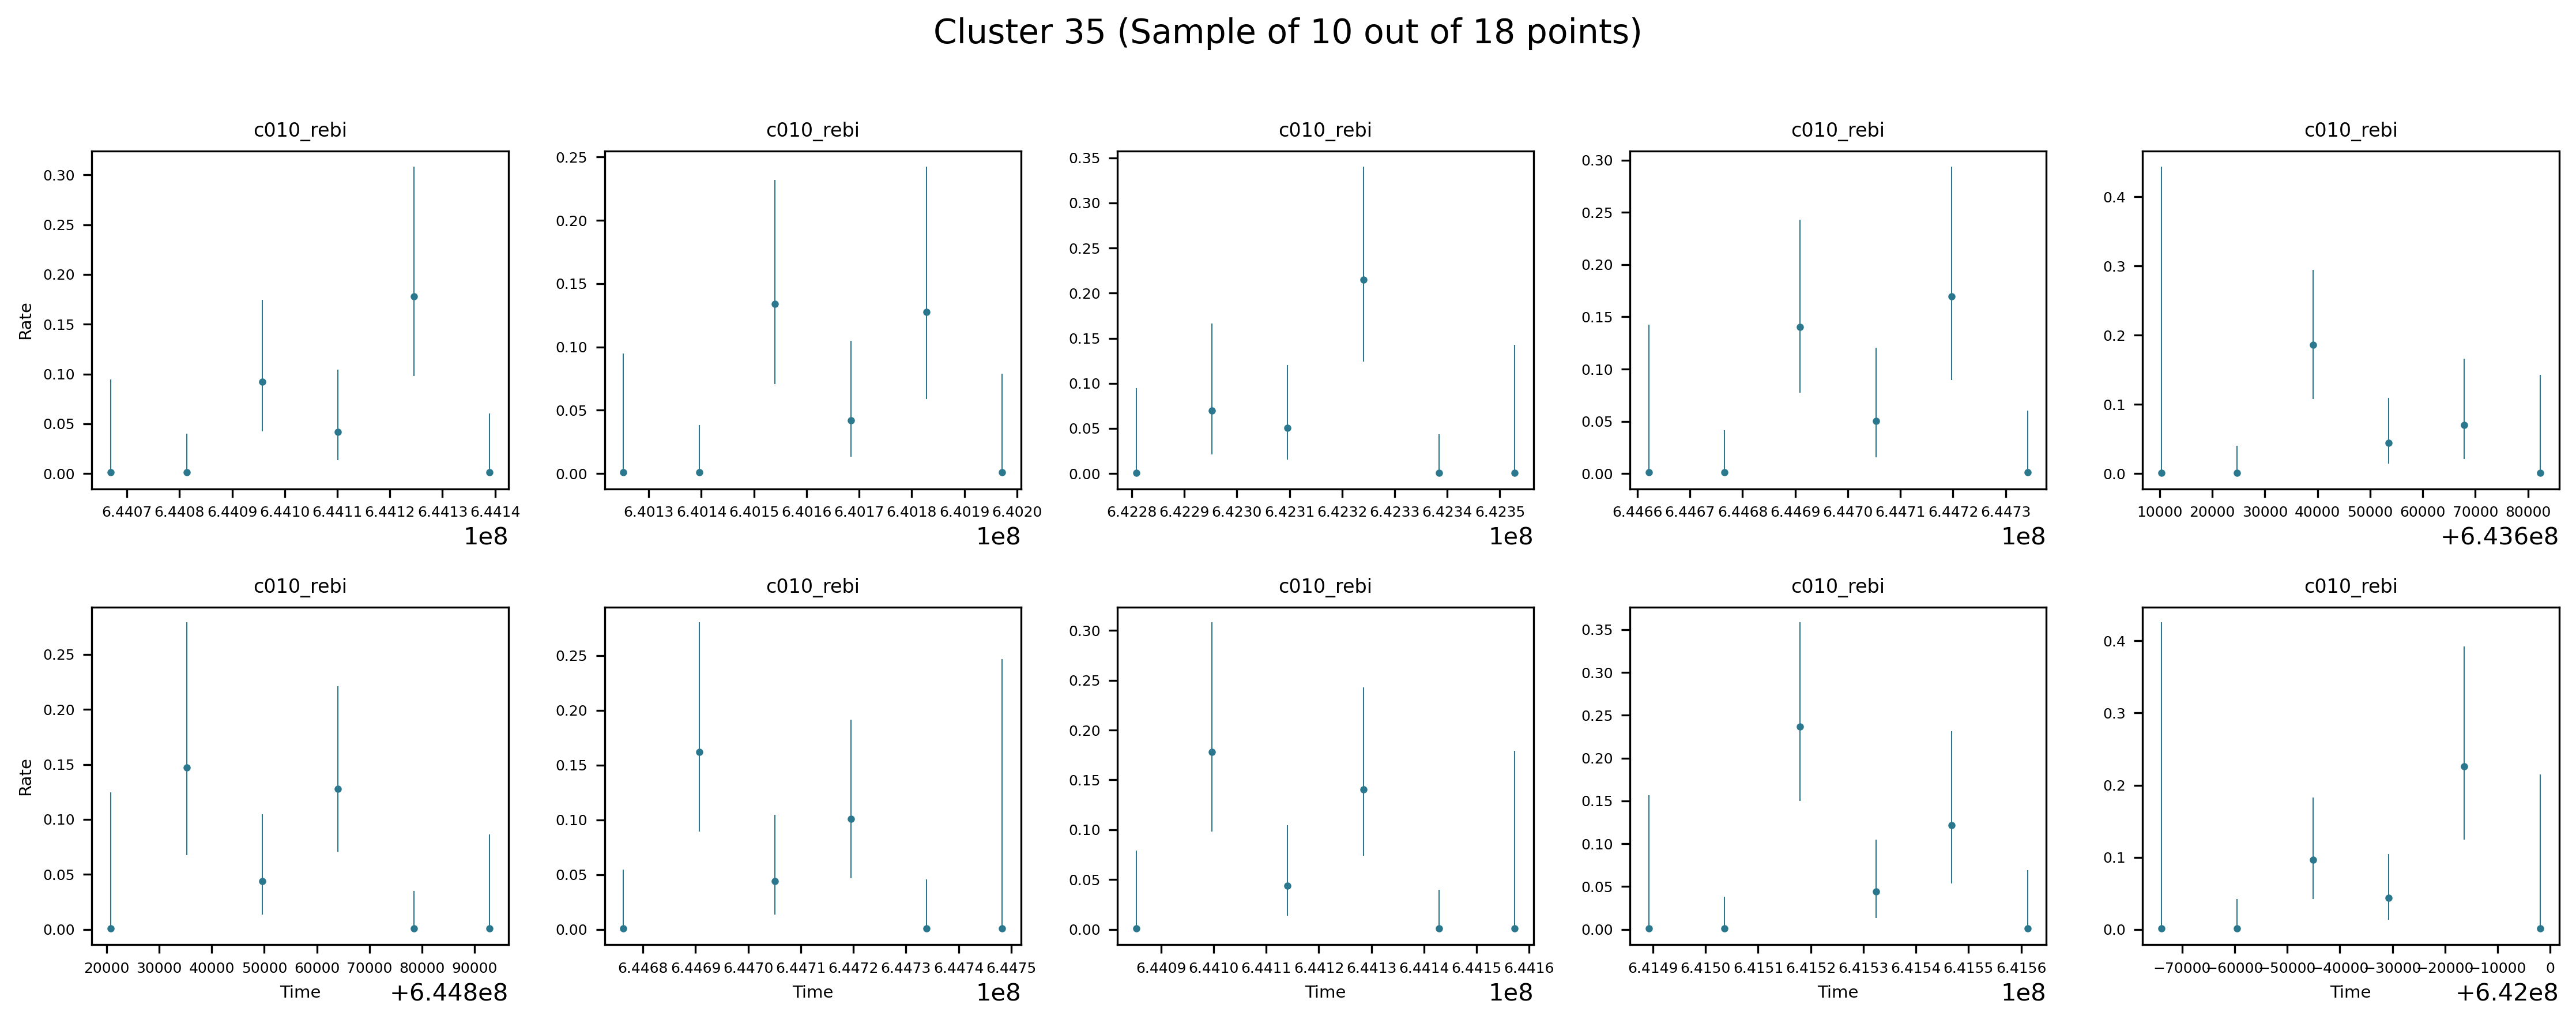 Cluster 35 (Sample of 10 out of 18 points)
c010_rebi c010_rebi c010_rebi c010_rebi c010_rebi
Rate
0.30 0.25 0.20 0.15 0.10 0.05 0.00
6.4407 6.4408 6.4409 6.4410 6.4411 6.4412 6.4413 6.4414
1e8
0.25 0.20 0.15 0.10 0.05 0.00
6.4013 6.4014 6.4015 6.4016 6.4017 6.4018 6.4019 6.4020
1e8
0.35 0.30 0.25 0.20 0.15 0.10 0.05 0.00
6.4228 6.4229 6.4230 6.4231 6.4232 6.4233 6.4234 6.4235
1e8
0.30 0.25 0.20 0.15 0.10 0.05 0.00
6.4466 6.4467 6.4468 6.4469 6.4470 6.4471 6.4472 6.4473
1e8
0.4 0.3 0.2 0.1 0.0
10000 20000 30000 40000 50000 60000 70000 80000
+6.436e8
c010_rebi c010_rebi c010_rebi c010_rebi c010_rebi
Rate
0.25 0.20 0.15 0.10 0.05 0.00
20000 30000 40000 50000 60000 70000 80000 90000
Time +6.448e8
0.25 0.20 0.15 0.10 0.05 0.00
6.4468 6.4469 6.4470 6.4471 6.4472 6.4473 6.4474 6.4475
Time 1e8
0.30 0.25 0.20 0.15 0.10 0.05 0.00
6.4409 6.4410 6.4411 6.4412 6.4413 6.4414 6.4415 6.4416
Time 1e8
0.35 0.30 0.25 0.20 0.15 0.10 0.05 0.00
6.4149 6.4150 6.4151 6.4152 6.4153 6.4154 6.4155 6.4156
Time 1e8
0.4 0.3 0.2 0.1 0.0
−70000 −60000 −50000 −40000 −30000 −20000 −10000 0
Time +6.42e8